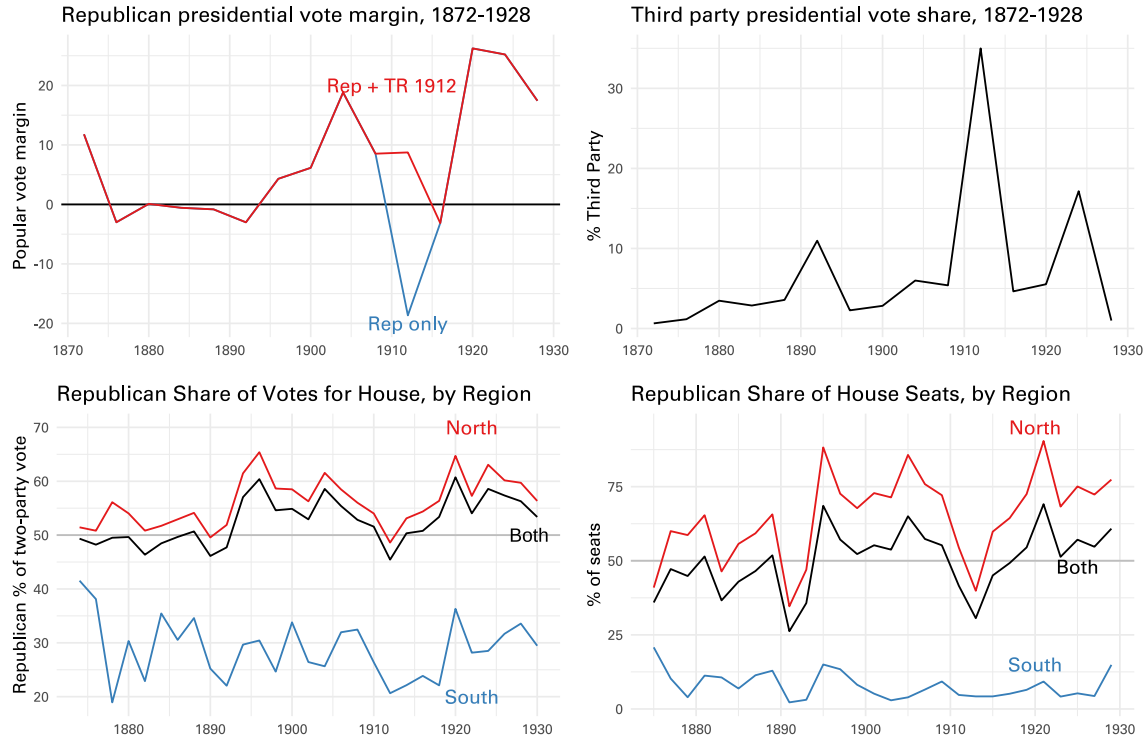 Republican presidential vote margin, 1872-1928
Popular vote margin
20
10
0
-10
-20
Rep + TR 1912
Rep only
1870 1880 1890 1900 1910 1920 1930
Third party presidential vote share, 1872-1928
% Third Party
30
20
10
0
1870 1880 1890 1900 1910 1920 1930
Republican Share of Votes for House, by Region
Republican % of two-party vote
70
60
50
40
30
20
North
Both
South
1880 1890 1900 1910 1920 1930
Republican Share of House Seats, by Region
% of seats
75
50
25
0
North
Both
South
1880 1890 1900 1910 1920 1930